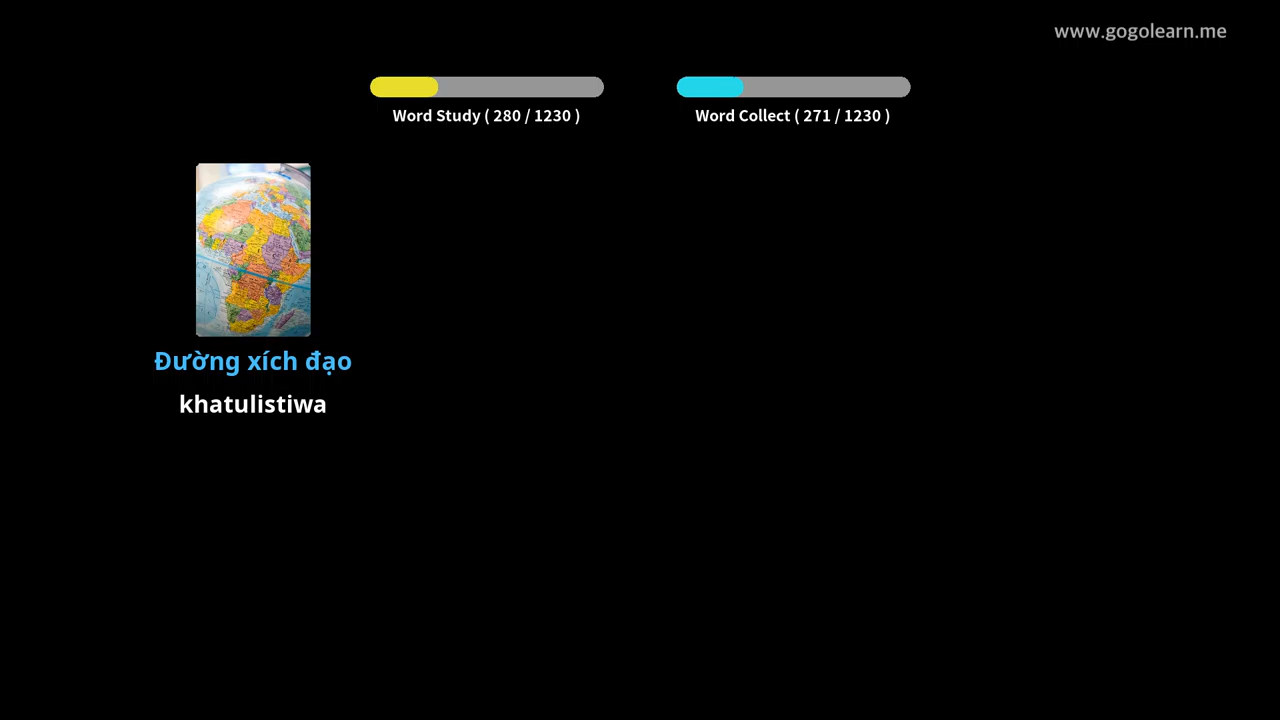 www.gogolearn.me
Word Study ( 280 / 1230 )
Word Collect ( 271 / 1230 )
Đường xích đạo
khatulistiwa